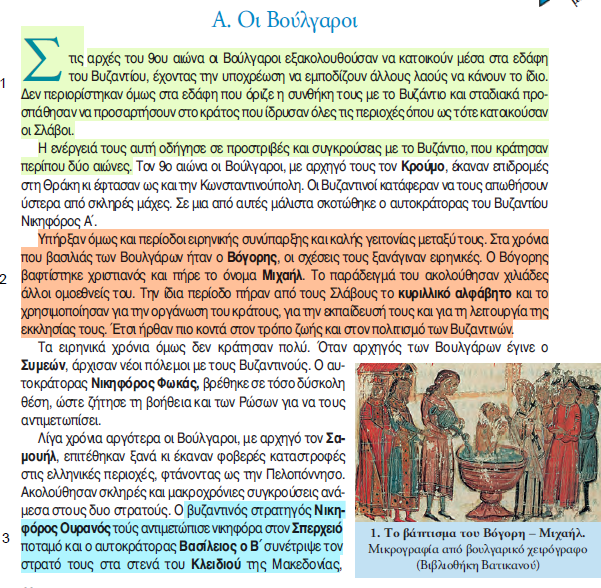 Α. Οι Βούλγαροι
Στις αρχές του 9ου αιώνα οι Βούλγαροι εξακολουθούσαν να κατοικούν μέσα στα εδάφη
του Βυζαντίου, έχοντας την υποχρέωση να εμποδίζουν άλλους λαούς να κάνουν το ίδιο.
1
Δεν περιορίστηκαν όμως στα εδάφη που όριζε η συνθήκη τους με το Βυζάντιο και σταδιακά προ-
σπάθησαν να προσαρτήσουν στο κράτος που ίδρυσαν όλες τις περιοχές όπου ως τότε κατοικούσαν
οι Σλάβοι.
Η ενέργειά τους αυτή οδήγησε σε προστριβές και συγκρούσεις με το Βυζάντιο, που κράτησαν
περίπου δύο αιώνες. Τον 9ο αιώνα οι Βούλγαροι, με αρχηγό τους τον Κρούμο, έκαναν επιδρομές
στη Θράκη κι έφτασαν ως και την Κωνσταντινούπολη. Οι Βυζαντινοί κατάφεραν να τους απωθήσουν
ύστερα από σκληρές μάχες. Σε μια από αυτές μάλιστα σκοτώθηκε ο αυτοκράτορας του Βυζαντίου
Νικηφόρος Α΄.
Υπήρξαν όμως και περίοδοι ειρηνικής συνύπαρξης και καλής γειτονίας μεταξύ τους. Στα χρόνια
που βασιλιάς των Βουλγάρων ήταν ο Βόγορης, οι σχέσεις τους ξανάγιναν ειρηνικές. Ο Βόγορης
2
βαφτίστηκε χριστιανός και πήρε το όνομα Μιχαήλ. Το παράδειγμά του ακολούθησαν χιλιάδες
άλλοι ομοεθνείς του. Την ίδια περίοδο πήραν από τους Σλάβους το κυριλλικό αλφάβητο και το
χρησιμοποίησαν για την οργάνωση του κράτους, για την εκπαίδευσή τους και για τη λειτουργία της
εκκλησίας τους. Έτσι ήρθαν πιο κοντά στον τρόπο ζωής και στον πολιτισμό των Βυζαντινών.
Τα ειρηνικά χρόνια όμως δεν κράτησαν πολύ. Όταν αρχηγός των Βουλγάρων έγινε ο
Συμεών, άρχισαν νέοι πόλεμοι με τους Βυζαντινούς. Ο αυ-
τοκράτορας Νικηφόρος Φωκάς, βρέθηκε σε τόσο δύσκολη
θέση, ώστε ζήτησε τη βοήθεια και των Ρώσων για να τους
αντιμετωπίσει.
Λίγα χρόνια αργότερα οι Βούλγαροι, με αρχηγό τον Σα-
μουήλ, επιτέθηκαν ξανά κι έκαναν φοβερές καταστροφές
στις ελληνικές περιοχές, φτάνοντας ως την Πελοπόννησο.
Ακολούθησαν σκληρές και μακροχρόνιες συγκρούσεις ανά-
μεσα στους δυο στρατούς. Ο βυζαντινός στρατηγός Νικη-
φόρος Ουρανός τούς αντιμετώπισε νικηφόρα στον Σπερχειό
3
ποταμό και ο αυτοκράτορας Βασίλειος ο Β΄ συνέτριψε τον
στρατό τους στα στενά του Κλειδιού της Μακεδονίας,
1. Το βάπτισμα του Βόγορη – Μιχαήλ.
Μικρογραφία από βουλγαρικό χειρόγραφο
(Βιβλιοθήκη Βατικανού)